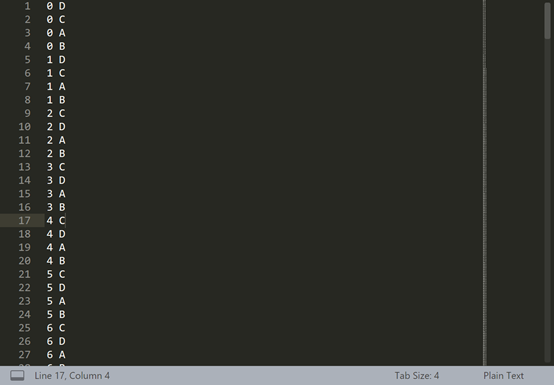 1 0 D
2 0 C
3 0 A
4 0 B
5 1 D
6 1 C
7 1 A
8 1 B
9 2 C
10 2 D
11 2 A
12 2 B
13 3 C
14 3 D
15 3 A
16 3 B
17 4 C
18 4 D
19 4 A
20 4 B
21 5 C
22 5 D
23 5 A
24 5 B
25 6 C
26 6 D
27 6 A
Line 17, Column 4 Tab Size: 4 Plain Text